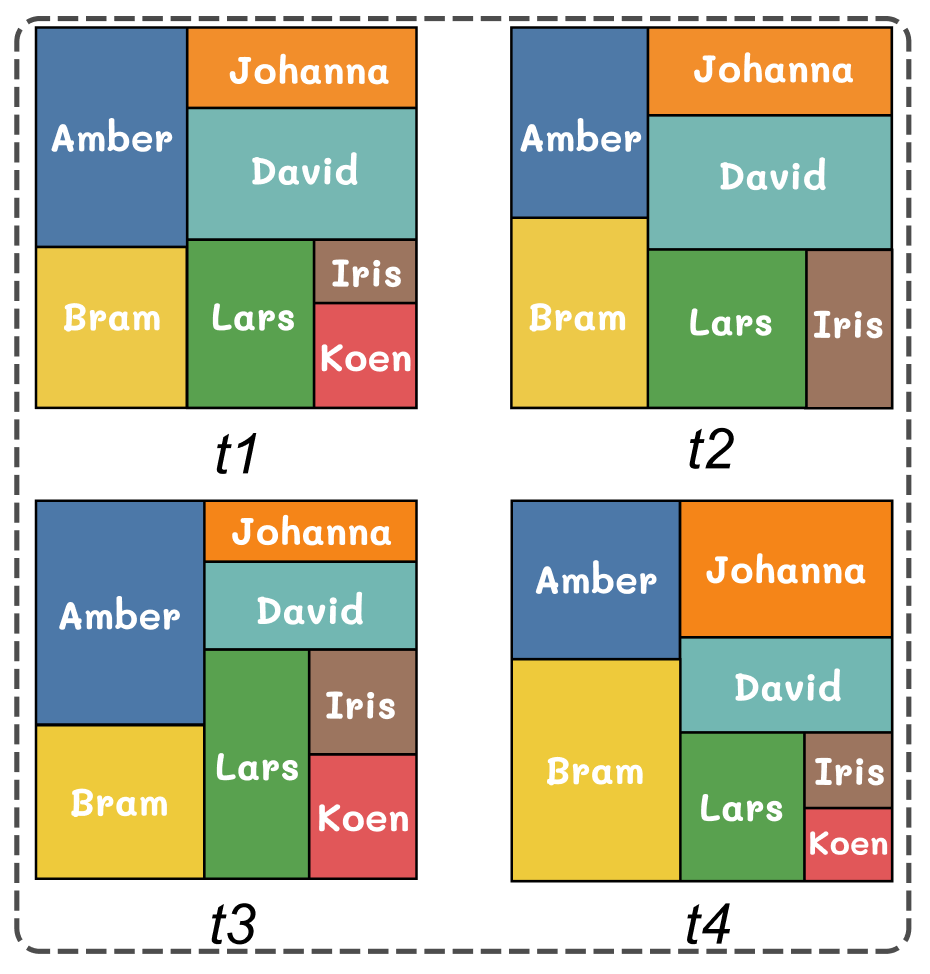 Johanna
Amber
David
Iris
Bram
Lars
Koen
t1
Johanna
Amber
David
Bram
Lars
Iris
t2
Johanna
Amber
David
Iris
Lars
Bram
Koen
t3
Johanna
Amber
David
Bram
Iris
Lars
Koen
t4